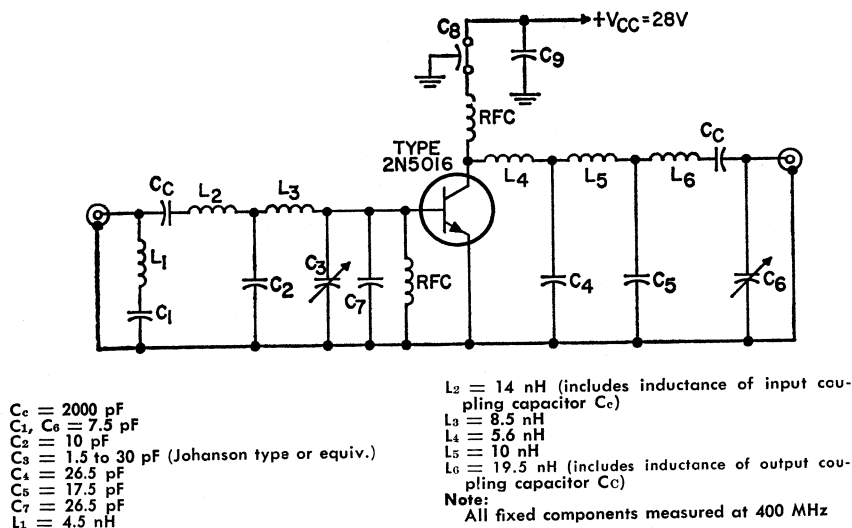 C8
+VCC=28V
C9
RFC
TYPE
2N5016
CC
L4
L5
L6
CC
L2
L3
L1
C1
C2
C3
C7
RFC
C4
C5
C6
Cc = 2000 pF
C1, C6 = 7.5 pF
C2 = 10 pF
C3 = 1.5 to 30 pF (Johanson type or equiv.)
C4 = 26.5 pF
C5 = 17.5 pF
C7 = 26.5 pF
L1 = 4.5 nH
L2 = 14 nH (includes inductance of input cou-
pling capacitor Cc)
L3 = 8.5 nH
L4 = 5.6 nH
L5 = 10 nH
L6 = 19.5 nH (includes inductance of output cou-
pling capacitor CC)
Note:
All fixed components measured at 400 MHz